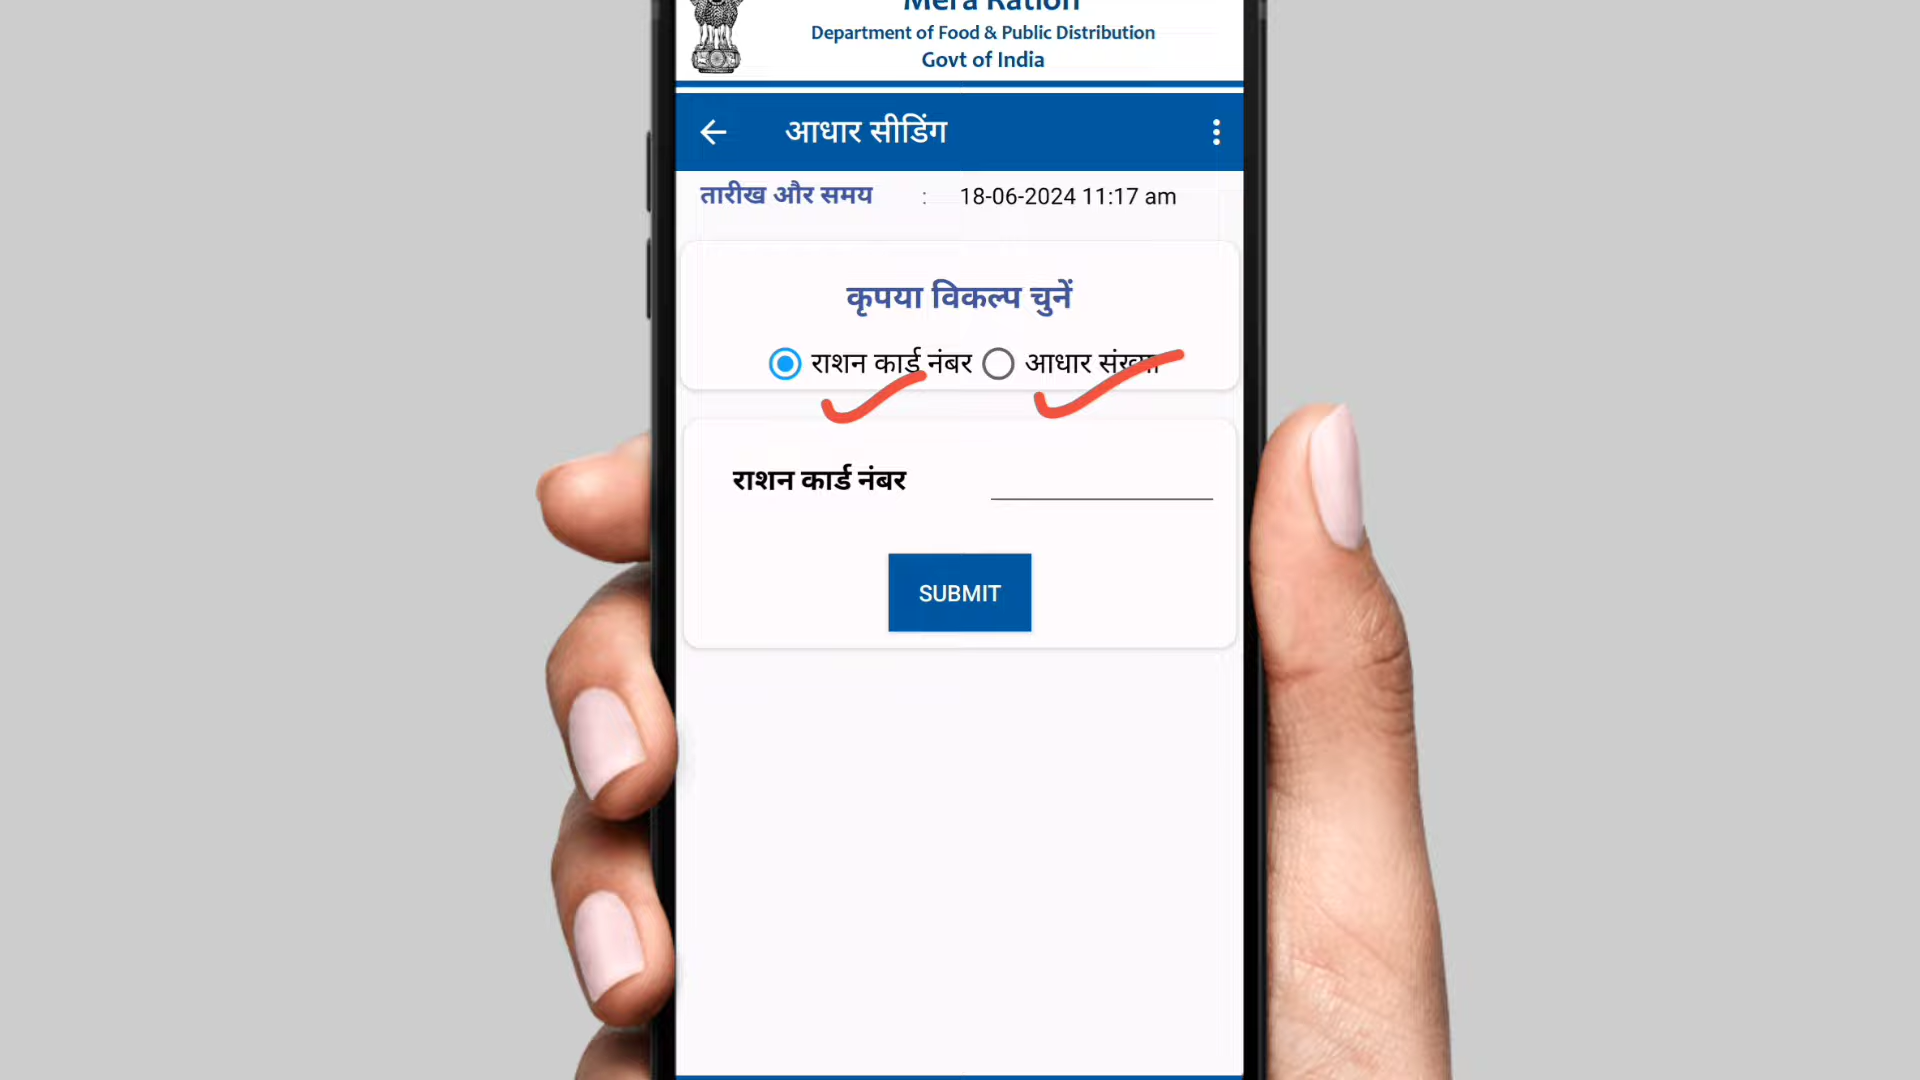 Mera Ration
Department of Food & Public Distribution
Govt of India
आधार सीडिंग
तारीख और समय : 18-06-2024 11:17 am
कृपया विकल्प चुनें
राशन कार्ड नंबर आधार संख्या
राशन कार्ड नंबर
SUBMIT